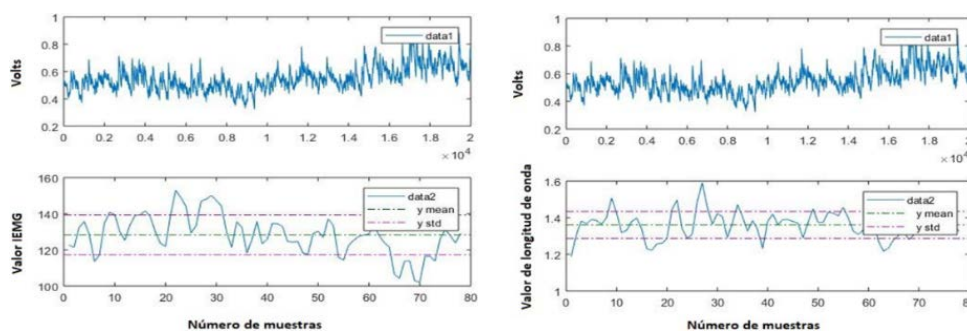 1
0.8
0.6
0.4
0.2
Volts
data1
0 0.2 0.4 0.6 0.8 1 1.2 1.4 1.6 1.8 2
× 10⁴
160
140
120
100
Valor IEMG
data2
y mean
y std
0 10 20 30 40 50 60 70 80
Número de muestras
1
0.8
0.6
0.4
0.2
Volts
data1
0 0.2 0.4 0.6 0.8 1 1.2 1.4 1.6 1.8 2
× 10⁴
1.6
1.4
1.2
1
Valor de longitud de onda
data2
y mean
y std
0 10 20 30 40 50 60 70 80
Número de muestras